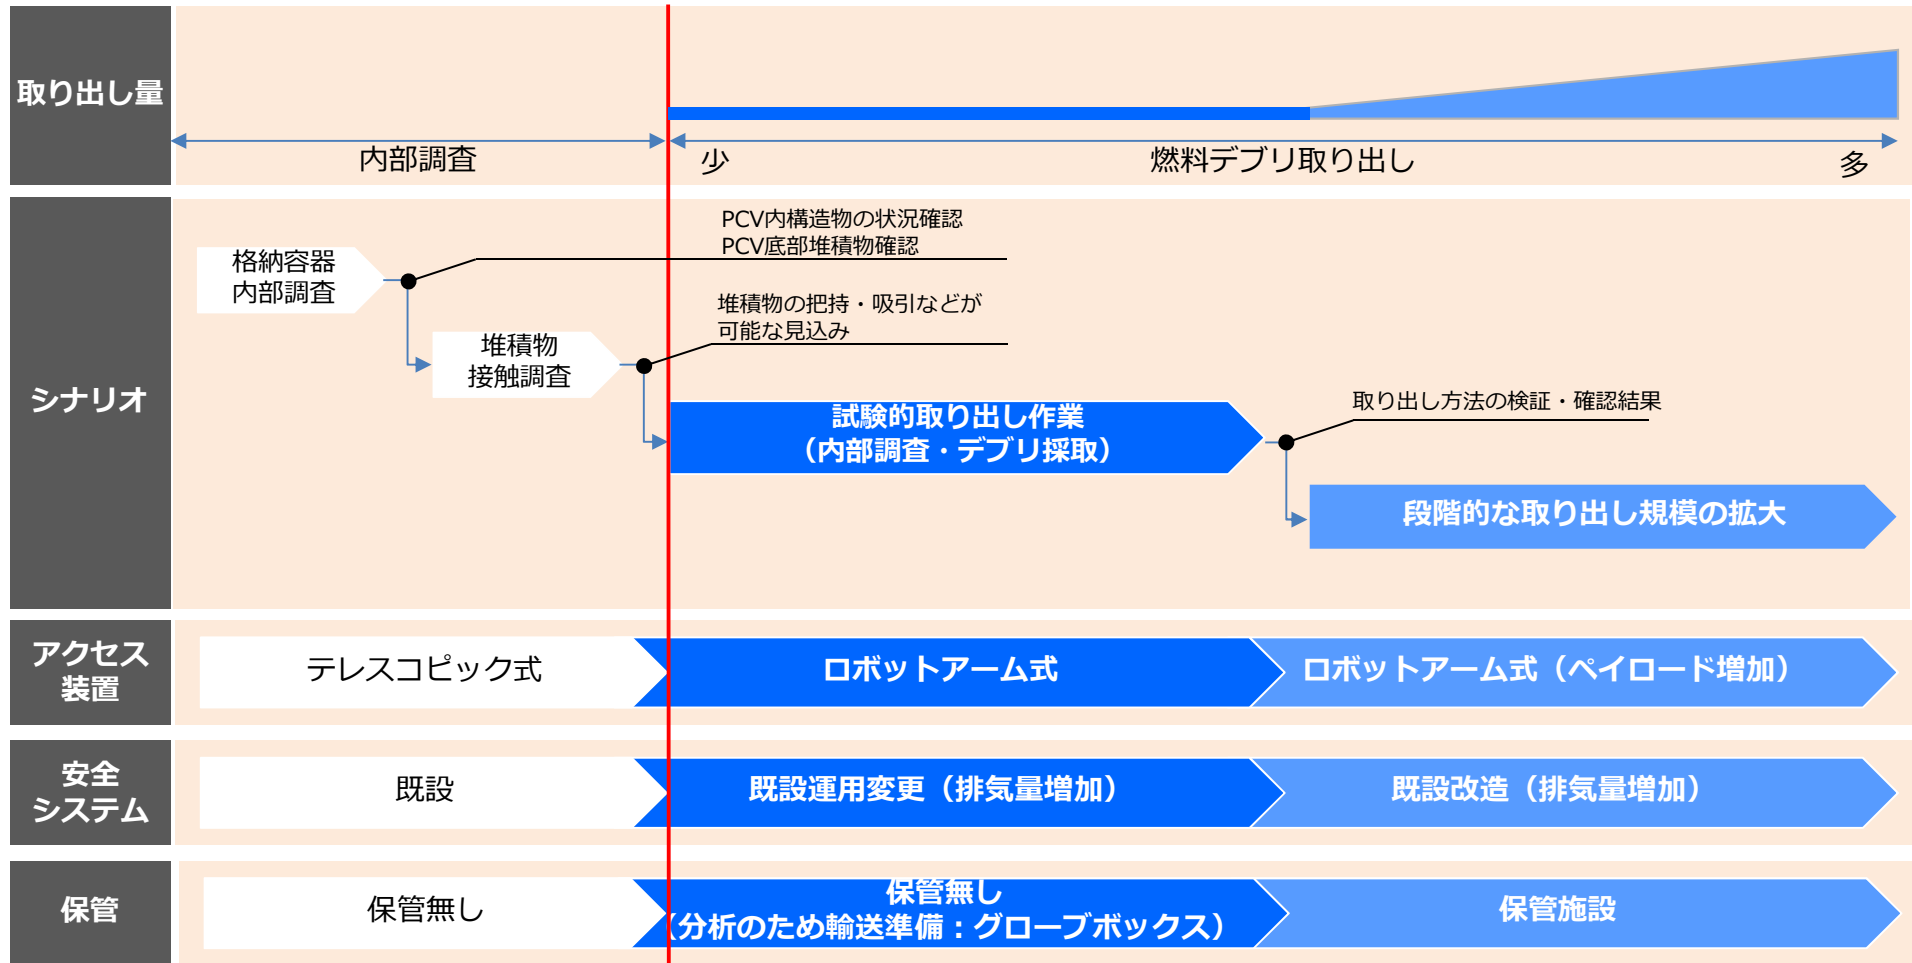 取り出し量
内部調査
少
燃料デブリ取り出し
多
シナリオ
格納容器
内部調査
PCV内構造物の状況確認
PCV底部堆積物確認
堆積物
接触調査
堆積物の把持・吸引などが
可能な見込み
試験的取り出し作業
（内部調査・デブリ採取）
取り出し方法の検証・確認結果
段階的な取り出し規模の拡大
アクセス
装置
テレスコピック式
ロボットアーム式
ロボットアーム式（ペイロード増加）
安全
システム
既設
既設運用変更（排気量増加）
既設改造（排気量増加）
保管
保管無し
保管無し
（分析のため輸送準備：グローブボックス）
保管施設